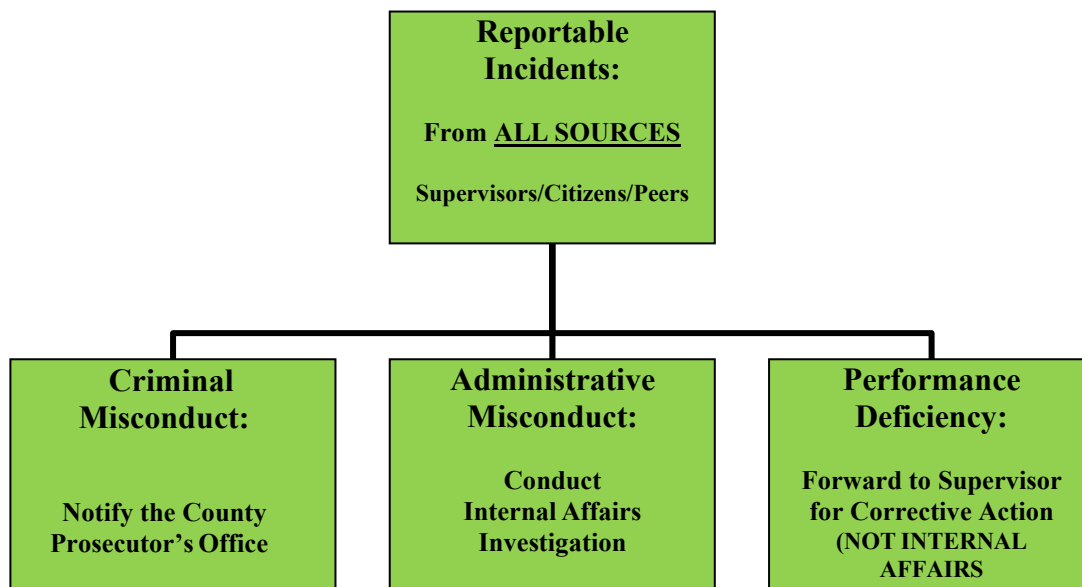 Reportable
Incidents:
From ALL SOURCES
Supervisors/Citizens/Peers
Criminal
Misconduct:
Notify the County
Prosecutor's Office
Administrative
Misconduct:
Conduct
Internal Affairs
Investigation
Performance
Deficiency:
Forward to Supervisor
for Corrective Action
(NOT INTERNAL
AFFAIRS